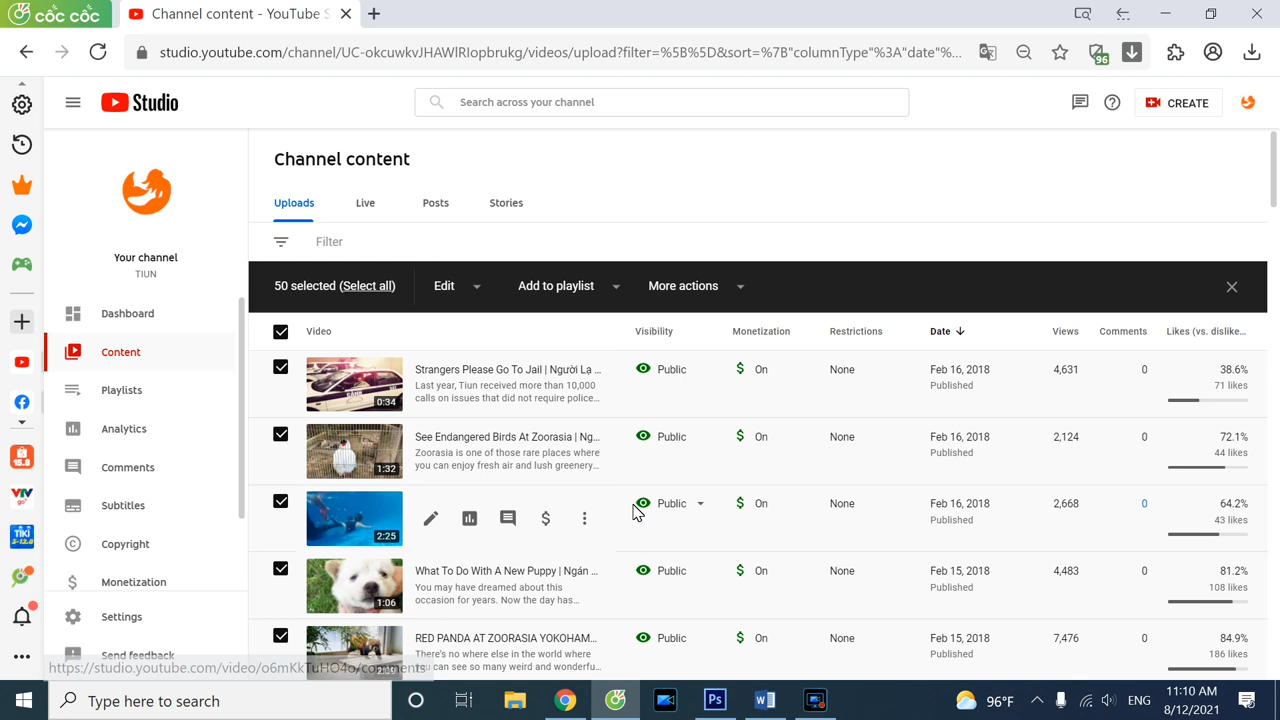 cốc cốc
Channel content - YouTube S
studio.youtube.com/channel/UC-okcuwkvJHAWlRIopbrukg/videos/upload?filter=%5B%5D&sort=%7B"columnType"%3A"date"%...
96
Studio
Search across your channel
CREATE
Your channel
TIUN
Dashboard
Content
Playlists
Analytics
Comments
Subtitles
Copyright
Monetization
Settings
Send feedback
Channel content
Uploads Live Posts Stories
Filter
50 selected (Select all) Edit Add to playlist More actions
Video Visibility Monetization Restrictions Date Views Comments Likes (vs. dislike...
Strangers Please Go To Jail | Người Lạ ... Public On None Feb 16, 2018 4,631 0 38.6%
Last year, Tiun received more than 10,000 Published 71 likes
calls on issues that did not require police...
0:34
See Endangered Birds At Zoorasia | Ng... Public On None Feb 16, 2018 2,124 0 72.1%
Zoorasia is one of those rare places where Published 44 likes
you can enjoy fresh air and lush greenery...
1:32
Public On None Feb 16, 2018 2,668 0 64.2%
Published 43 likes
2:25
What To Do With A New Puppy | Ngán ... Public On None Feb 15, 2018 4,483 0 81.2%
You may have dreamed about this Published 108 likes
occasion for years. Now the day has...
1:06
RED PANDA AT ZOORASIA YOKOHAM... Public On None Feb 15, 2018 7,476 0 84.9%
There's no where else in the world where Published 186 likes
you can see so many weird and wonderfu...
https://studio.youtube.com/video/o6mKkTuHO4o/comments
15.8
VTV
go
TIKI
5-12.8
Type here to search
96°F
ENG
11:10 AM
8/12/2021